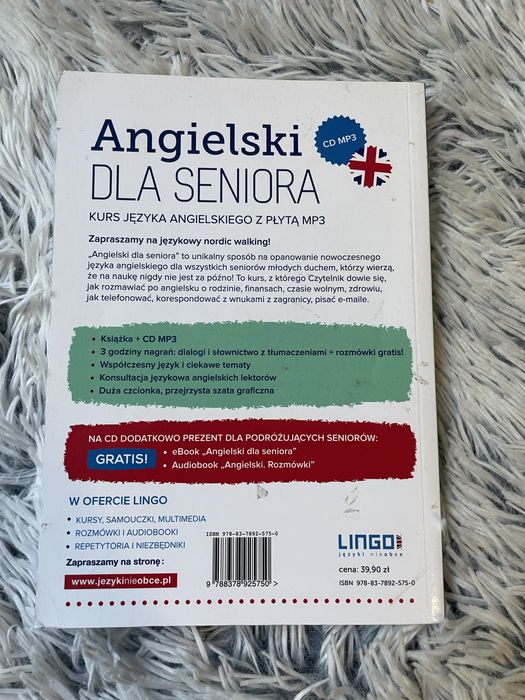 Angielski
CD MP3
DLA SENIORA
KURS JĘZYKA ANGIELSKIEGO Z PŁYTĄ MP3
Zapraszamy na językowy nordic walking!
„Angielski dla seniora” to unikalny sposób na opanowanie nowoczesnego
języka angielskiego dla wszystkich seniorów młodych duchem, którzy wierzą,
że na naukę nigdy nie jest za późno! To kurs, z którego Czytelnik dowie się,
jak rozmawiać po angielsku o rodzinie, finansach, czasie wolnym, zdrowiu,
jak telefonować, korespondować z wnukami z zagranicy, pisać e-maile.
• Książka + CD MP3
• 3 godziny nagrań: dialogi i słownictwo z tłumaczeniami + rozmówki gratis!
• Współczesny język i ciekawe tematy
• Konsultacja językowa angielskich lektorów
• Duża czcionka, przejrzysta szata graficzna
NA CD DODATKOWO PREZENT DLA PODRÓŻUJĄCYCH SENIORÓW:
GRATIS!
• eBook „Angielski dla seniora”
• Audiobook „Angielski. Rozmówki”
W OFERCIE LINGO
• KURSY, SAMOUCZKI, MULTIMEDIA
• ROZMÓWKI I AUDIOBOOKI
• REPETYTORIA I NIEZBĘDNIKI
Zapraszamy na stronę:
www.jezykinieobce.pl
ISBN 978-83-7892-575-0
9 788378 925750 >
LINGO
języki nieobce
cena: 39,90 zł
ISBN 978-83-7892-575-0